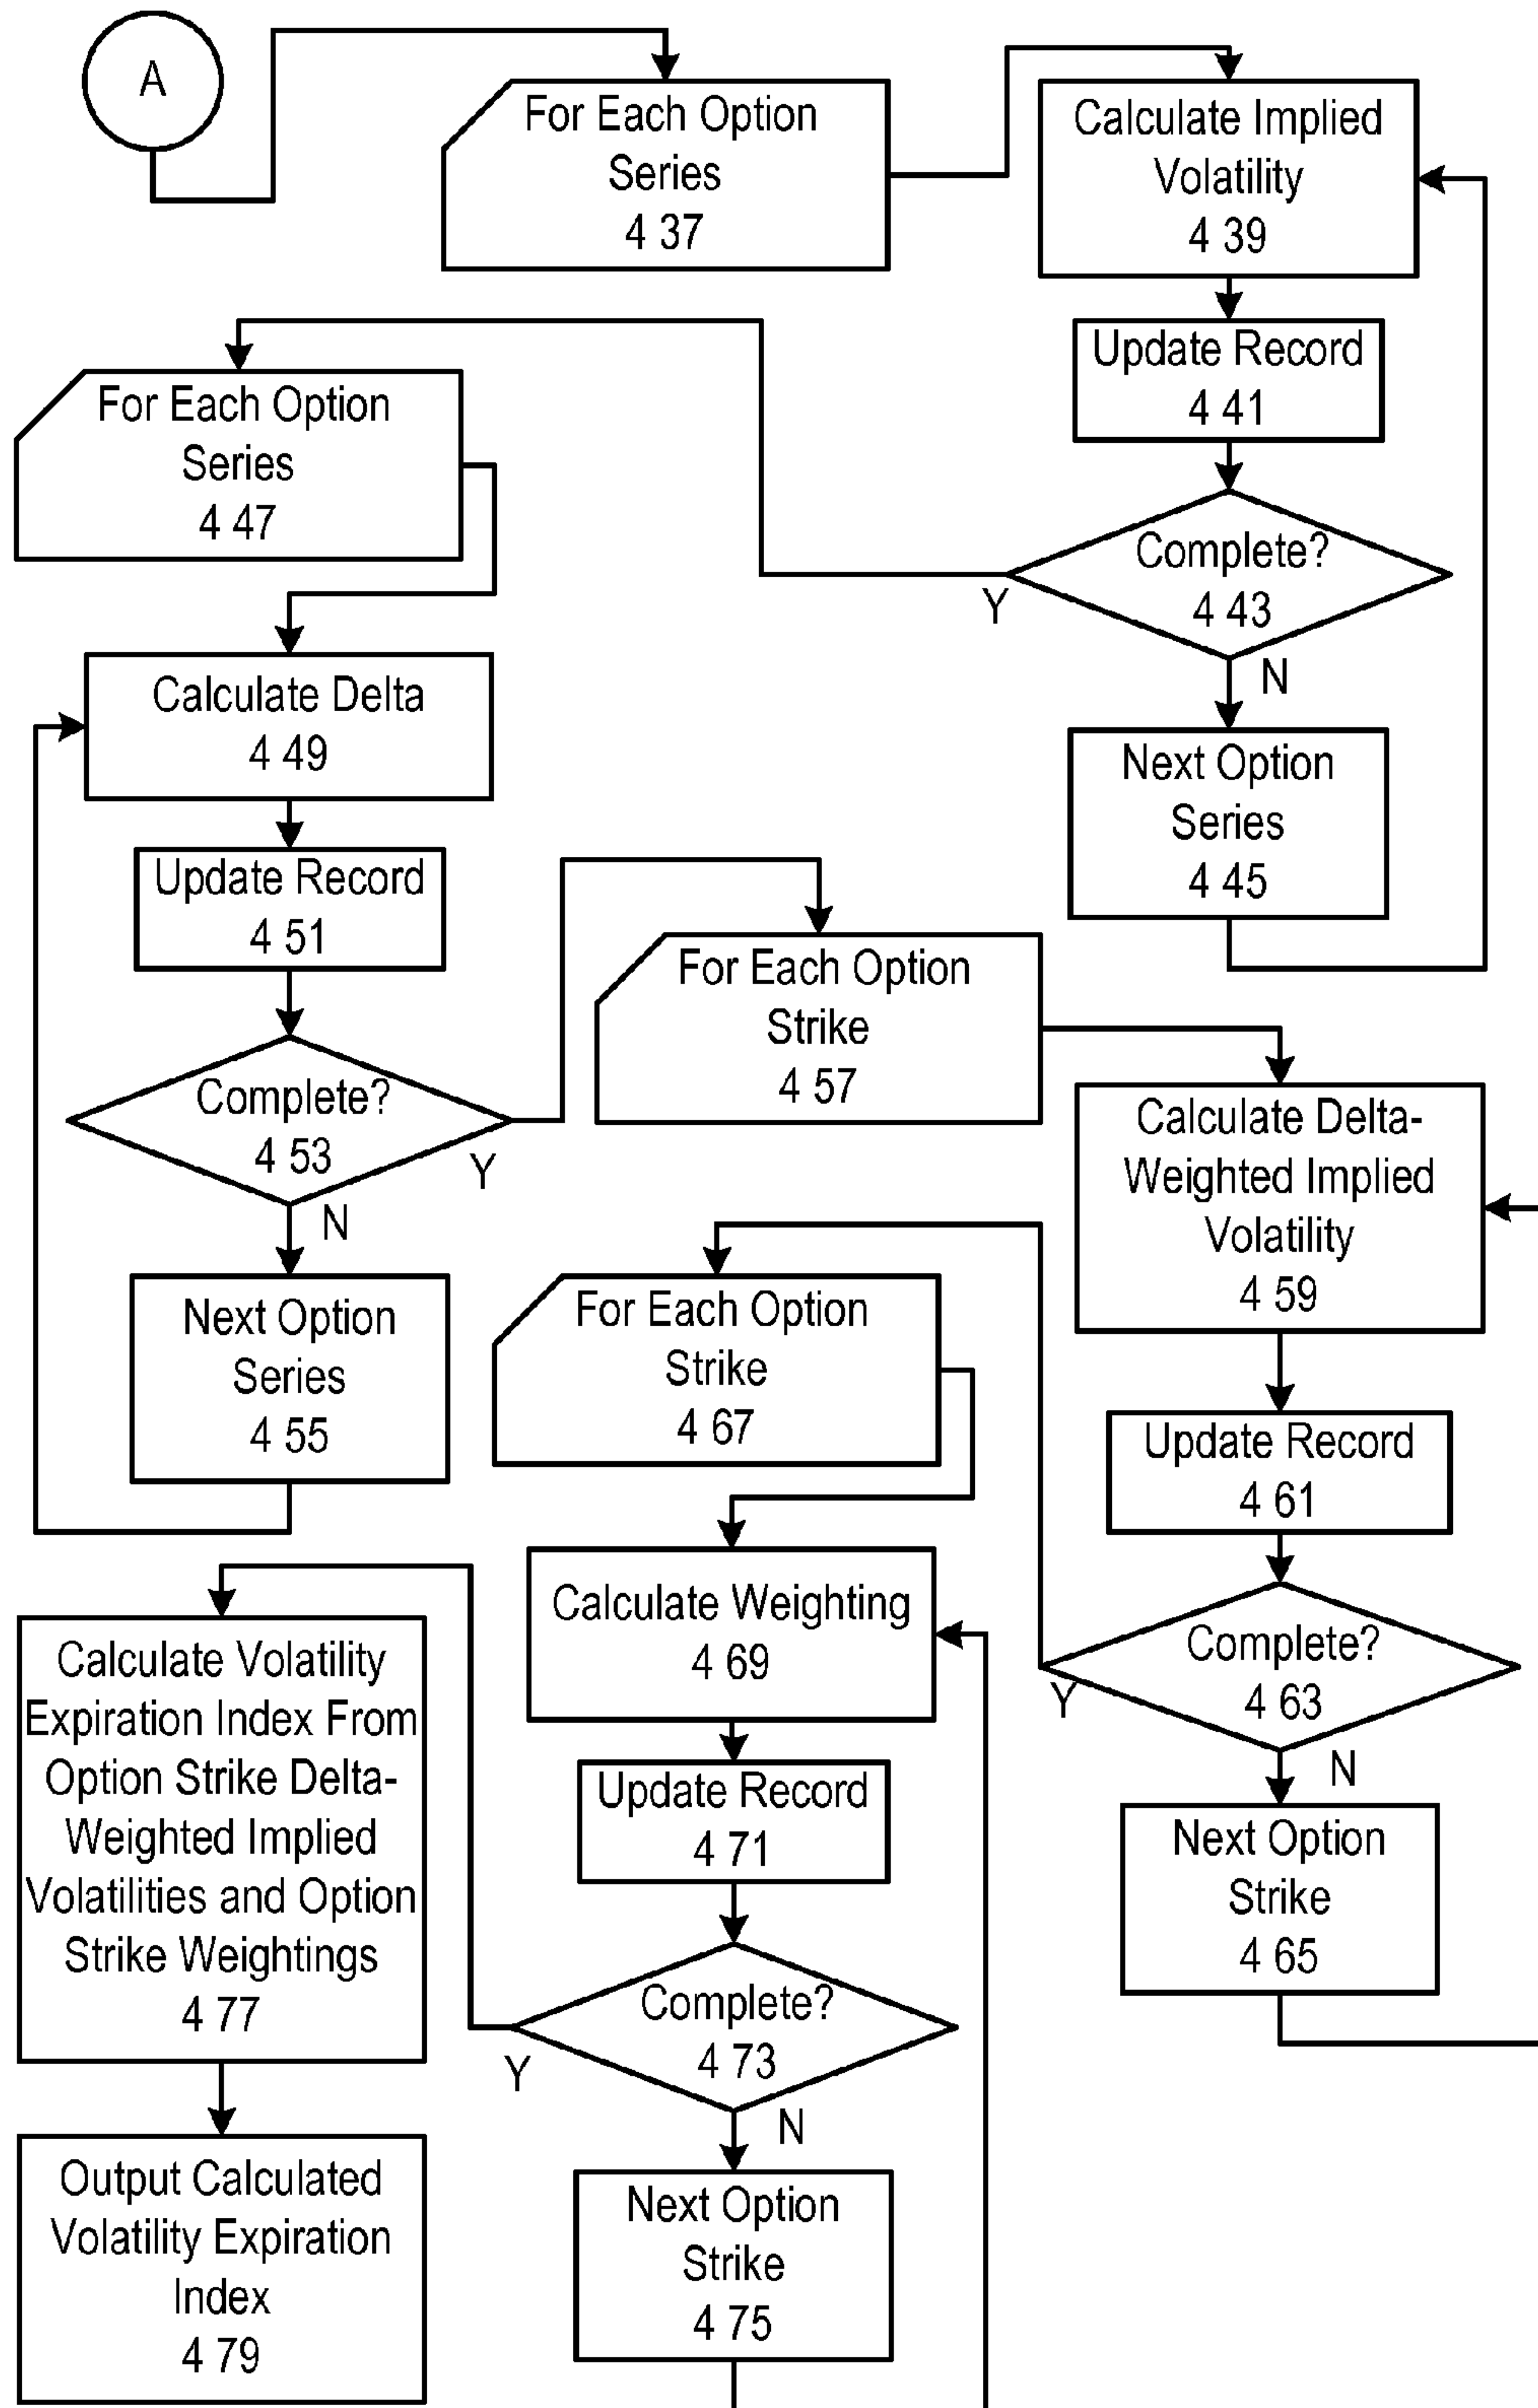 A
For Each Option
Series
4 37
Calculate Implied
Volatility
4 39
Update Record
4 41
Complete?
4 43
Y
N
Next Option
Series
4 45
For Each Option
Series
4 47
Calculate Delta
4 49
Update Record
4 51
Complete?
4 53
Y
N
Next Option
Series
4 55
For Each Option
Strike
4 57
Calculate Delta-
Weighted Implied
Volatility
4 59
Update Record
4 61
Complete?
4 63
Y
N
Next Option
Strike
4 65
For Each Option
Strike
4 67
Calculate Weighting
4 69
Update Record
4 71
Complete?
4 73
Y
N
Next Option
Strike
4 75
Calculate Volatility
Expiration Index From
Option Strike Delta-
Weighted Implied
Volatilities and Option
Strike Weightings
4 77
Output Calculated
Volatility Expiration
Index
4 79